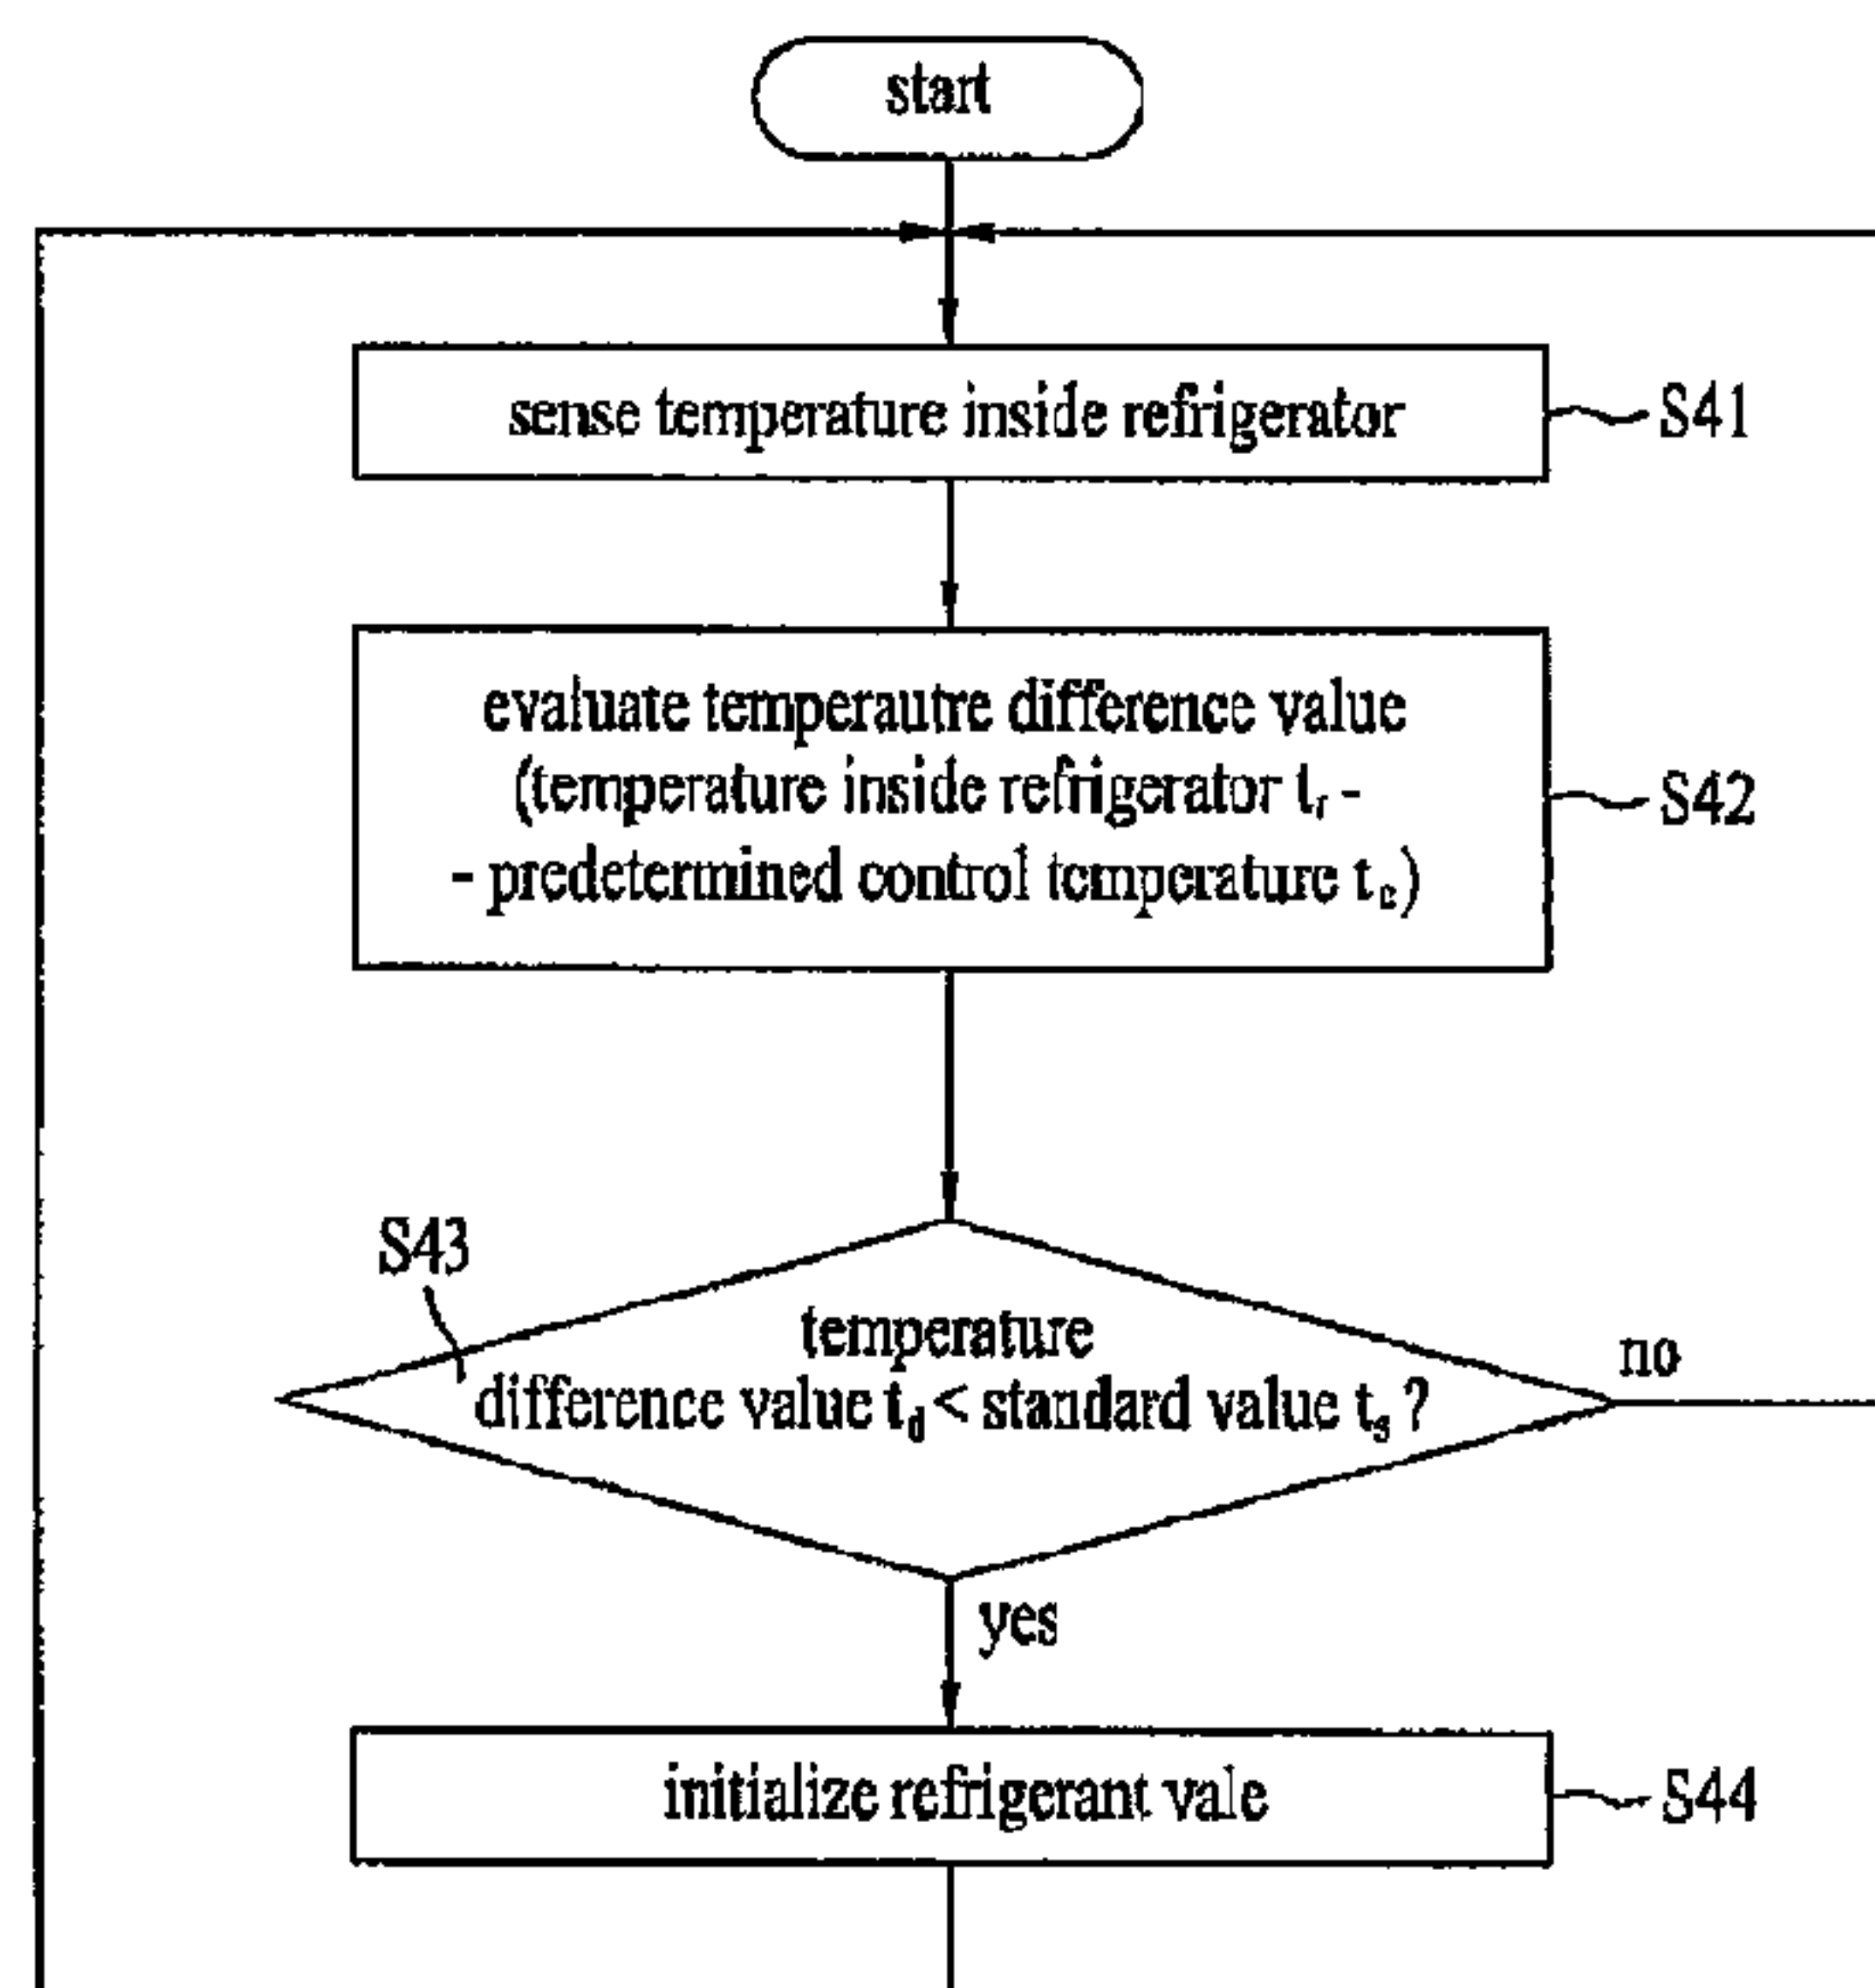 start
sense temperature inside refrigerator
S41
evaluate temperautre difference value
(temperature inside refrigerator tr -
- predetermined control temperature tc)
S42
S43
temperature
difference value td < standard value ts ?
no
yes
initialize refrigerant vale
S44